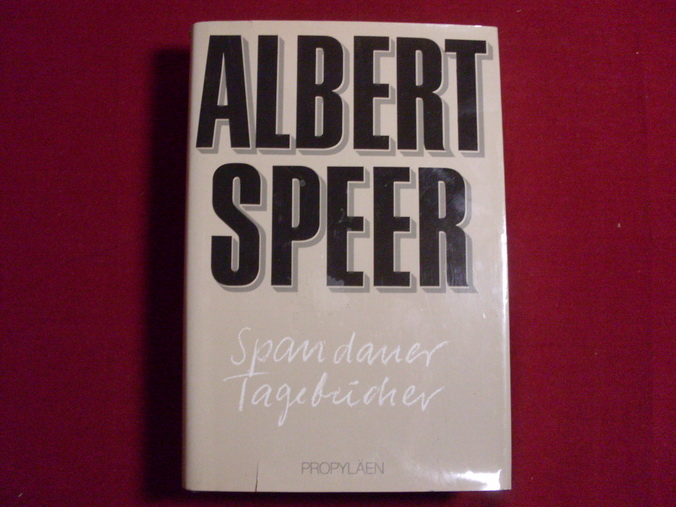 ALBERT
SPEER
Spandauer
Tagebücher
PROPYLÄEN